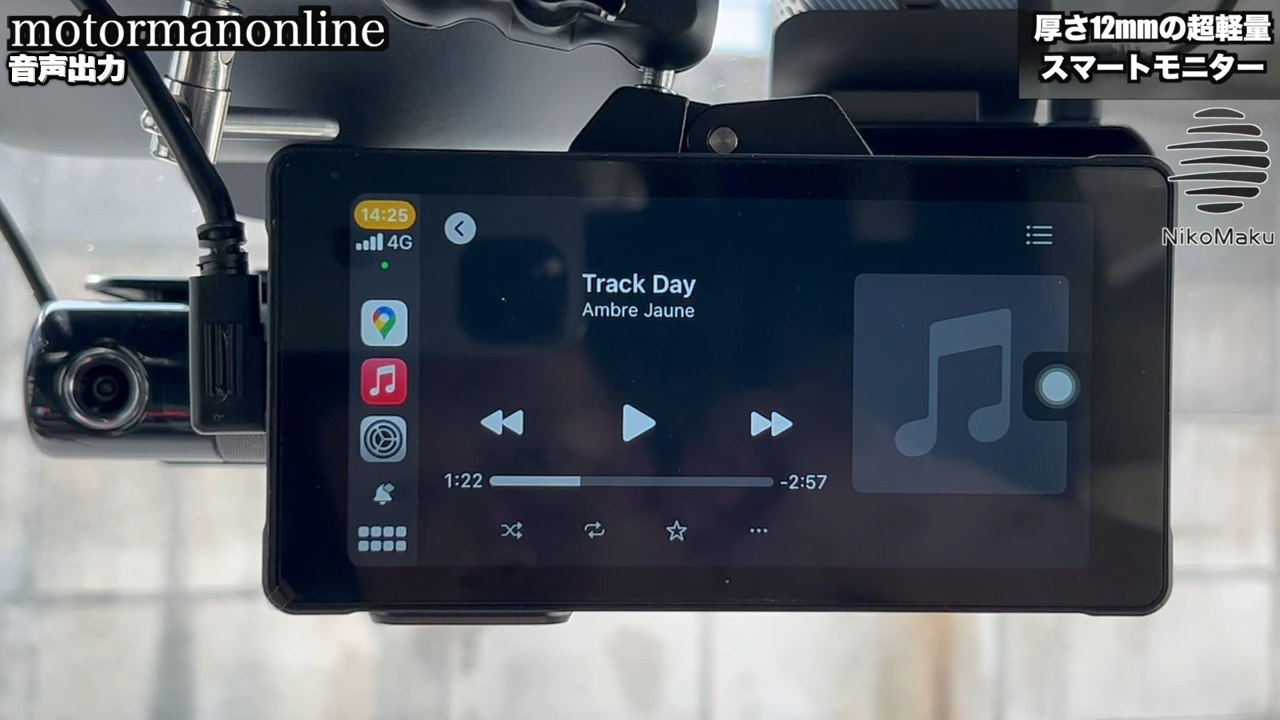 motormanonline
音声出力
厚さ12mmの超軽量
スマートモニター
NikoMaku
14:25
4G
Track Day
Ambre Jaune
1:22
-2:57